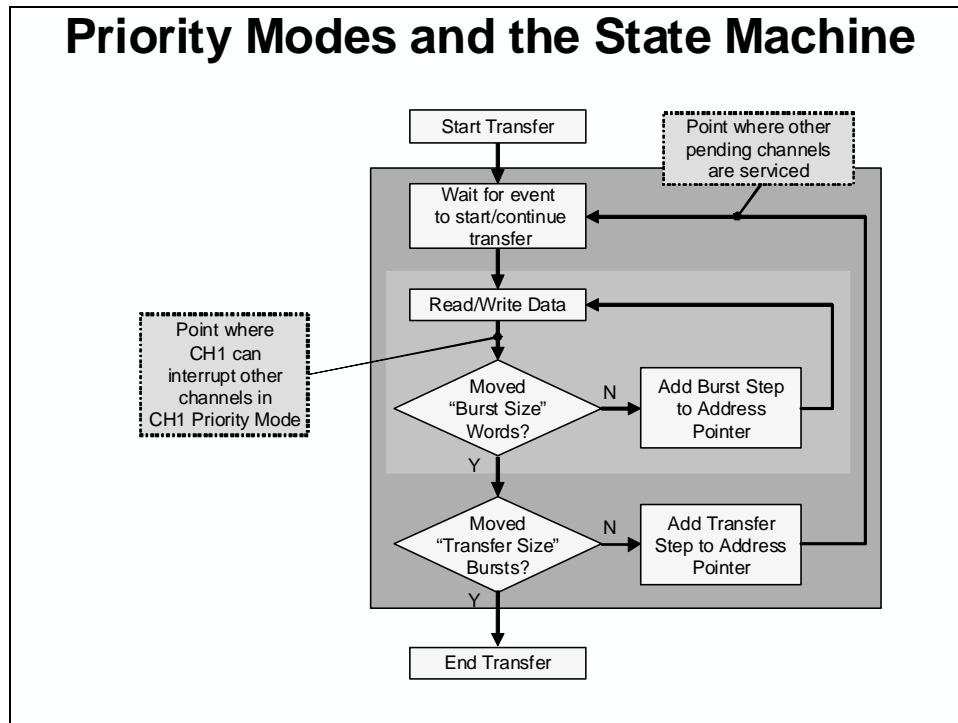 Priority Modes and the State Machine
Start Transfer
Point where other
pending channels
are serviced
Wait for event
to start/continue
transfer
Read/Write Data
Point where
CH1 can
interrupt other
channels in
CH1 Priority Mode
Moved
“Burst Size”
Words?
N
Add Burst Step
to Address
Pointer
Y
Moved
“Transfer Size”
Bursts?
N
Add Transfer
Step to Address
Pointer
Y
End Transfer